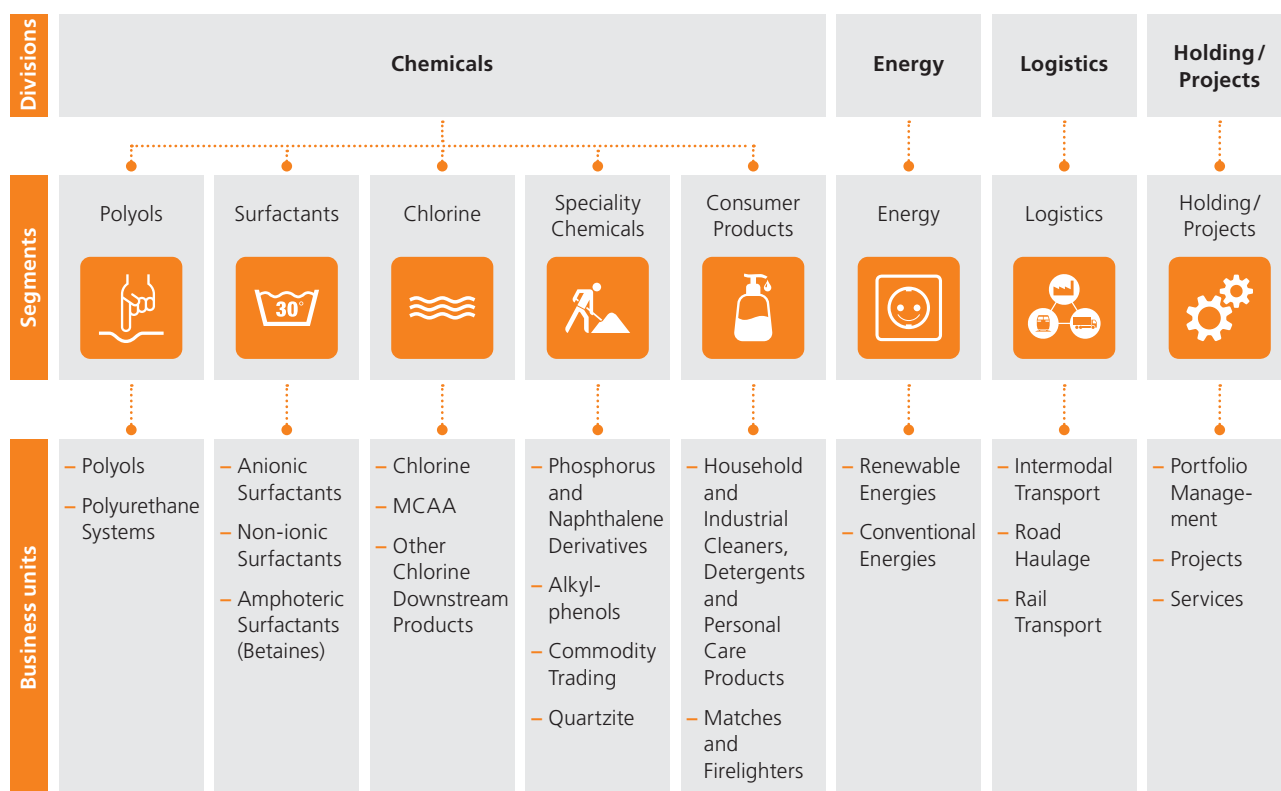 Divisions
Chemicals
Energy
Logistics
Holding/
Projects
Segments
Polyols
Surfactants
30°
Chlorine
Speciality
Chemicals
Consumer
Products
Energy
Logistics
Holding/
Projects
Business units
– Polyols
– Polyurethane
Systems
– Anionic
Surfactants
– Non-ionic
Surfactants
– Amphoteric
Surfactants
(Betaines)
– Chlorine
– MCAA
– Other
Chlorine
Downstream
Products
– Phosphorus
and
Naphthalene
Derivatives
– Alkyl-
phenols
– Commodity
Trading
– Quartzite
– Household
and
Industrial
Cleaners,
Detergents
and
Personal
Care
Products
– Matches
and
Firelighters
– Renewable
Energies
– Conventional
Energies
– Intermodal
Transport
– Road
Haulage
– Rail
Transport
– Portfolio
Manage-
ment
– Projects
– Services